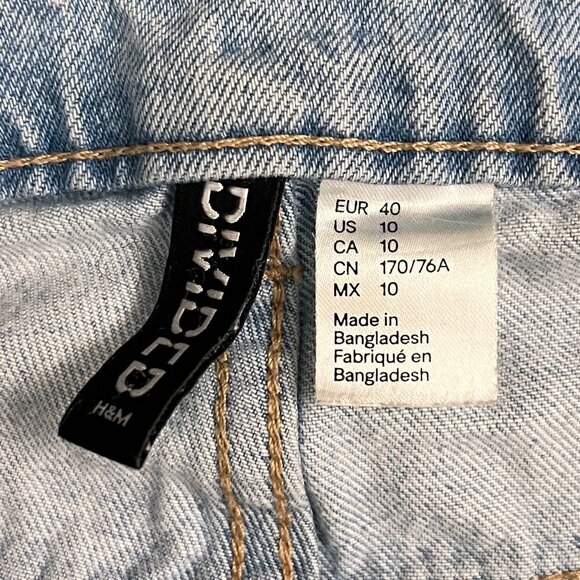 DIVIDED
H&M
EUR 40
US 10
CA 10
CN 170/76A
MX 10
Made in
Bangladesh
Fabriqué en
Bangladesh